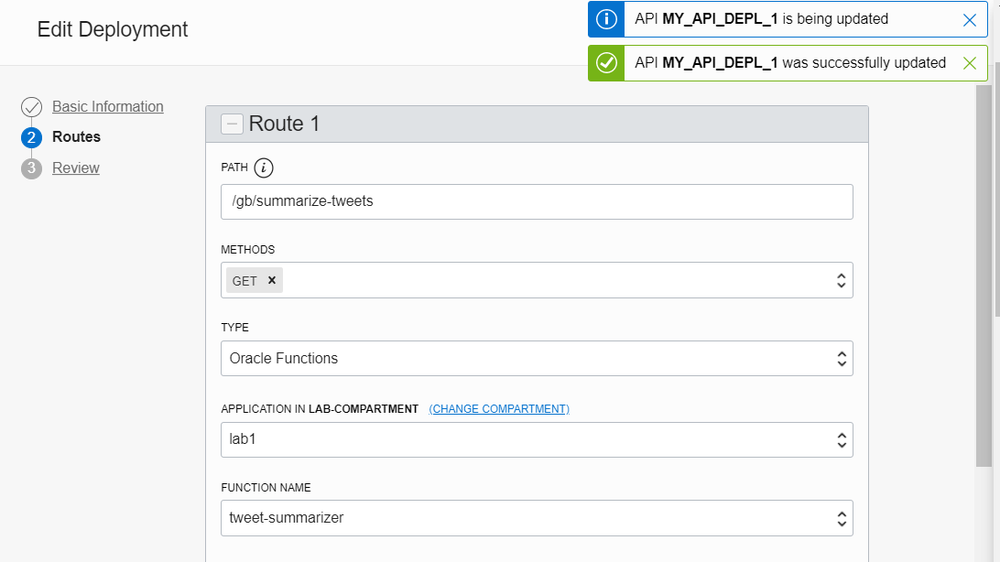 Edit Deployment
API MY_API_DEPL_1 is being updated
API MY_API_DEPL_1 was successfully updated
Basic Information
2 Routes
3 Review
Route 1
PATH i
/gb/summarize-tweets
METHODS
GET ×
TYPE
Oracle Functions
APPLICATION IN LAB-COMPARTMENT (CHANGE COMPARTMENT)
lab1
FUNCTION NAME
tweet-summarizer